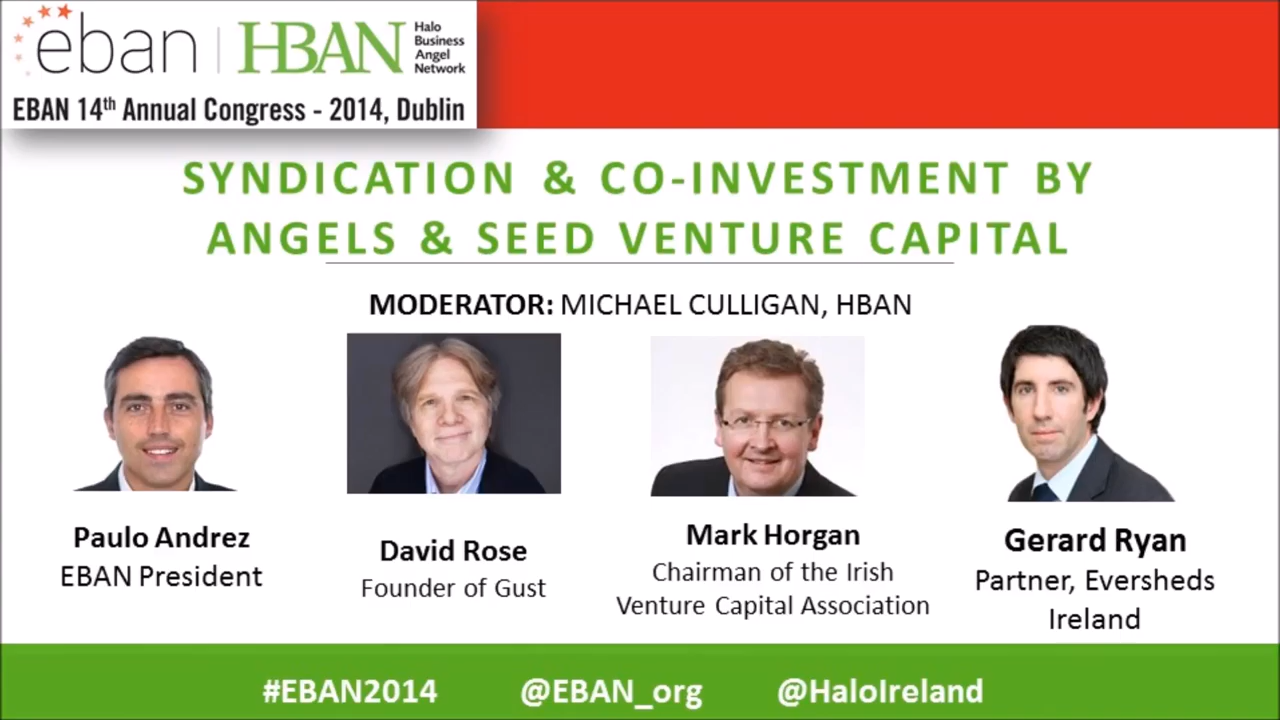 eban
HBAN
Halo
Business
Angel
Network
EBAN 14th Annual Congress - 2014, Dublin
SYNDICATION & CO-INVESTMENT BY
ANGELS & SEED VENTURE CAPITAL
MODERATOR: MICHAEL CULLIGAN, HBAN
Paulo Andrez
EBAN President
David Rose
Founder of Gust
Mark Horgan
Chairman of the Irish
Venture Capital Association
Gerard Ryan
Partner, Eversheds
Ireland
#EBAN2014 @EBAN_org @HaloIreland